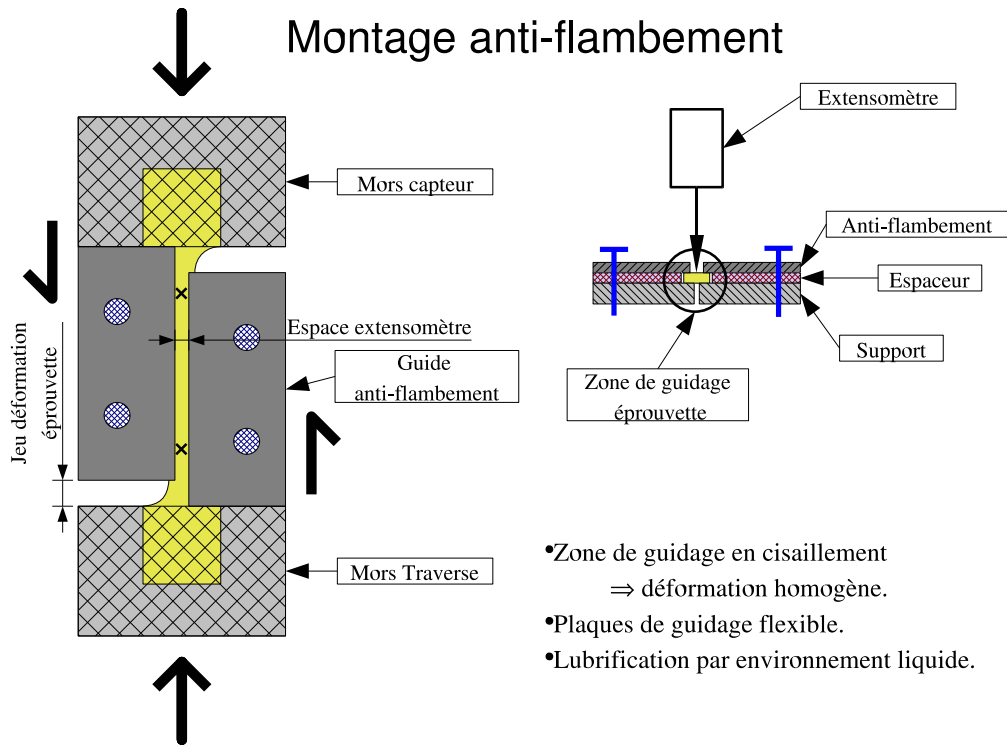 Montage anti-flambement
Extensomètre
Mors capteur
Anti-flambement
Espaceur
Support
Espace extensomètre
Guide
anti-flambement
Zone de guidage
éprouvette
Jeu déformation
éprouvette
Mors Traverse
•Zone de guidage en cisaillement
⇒ déformation homogène.
•Plaques de guidage flexible.
•Lubrification par environnement liquide.